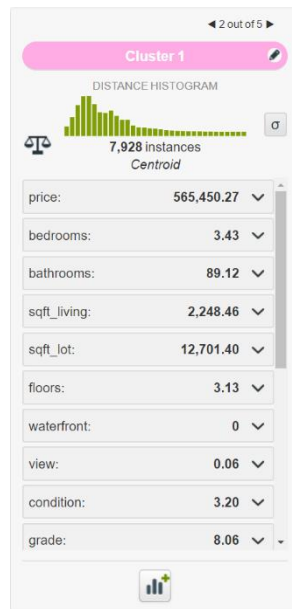 ◀ 2 out of 5 ▶
Cluster 1
DISTANCE HISTOGRAM
σ
7,928 instances
Centroid
price: 565,450.27
bedrooms: 3.43
bathrooms: 89.12
sqft_living: 2,248.46
sqft_lot: 12,701.40
floors: 3.13
waterfront: 0
view: 0.06
condition: 3.20
grade: 8.06